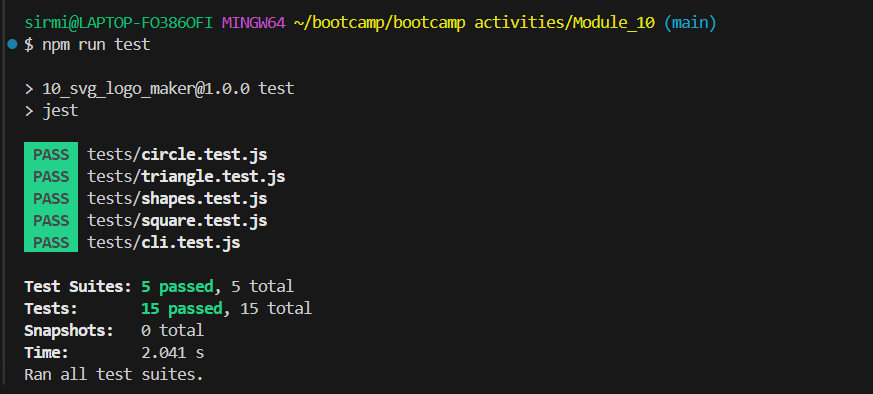 sirmi@LAPTOP-FO386OFI MINGW64 ~/bootcamp/bootcamp activities/Module_10 (main)
$ npm run test
> 10_svg_logo_maker@1.0.0 test
> jest
PASS tests/circle.test.js
PASS tests/triangle.test.js
PASS tests/shapes.test.js
PASS tests/square.test.js
PASS tests/cli.test.js
Test Suites: 5 passed, 5 total
Tests: 15 passed, 15 total
Snapshots: 0 total
Time: 2.041 s
Ran all test suites.